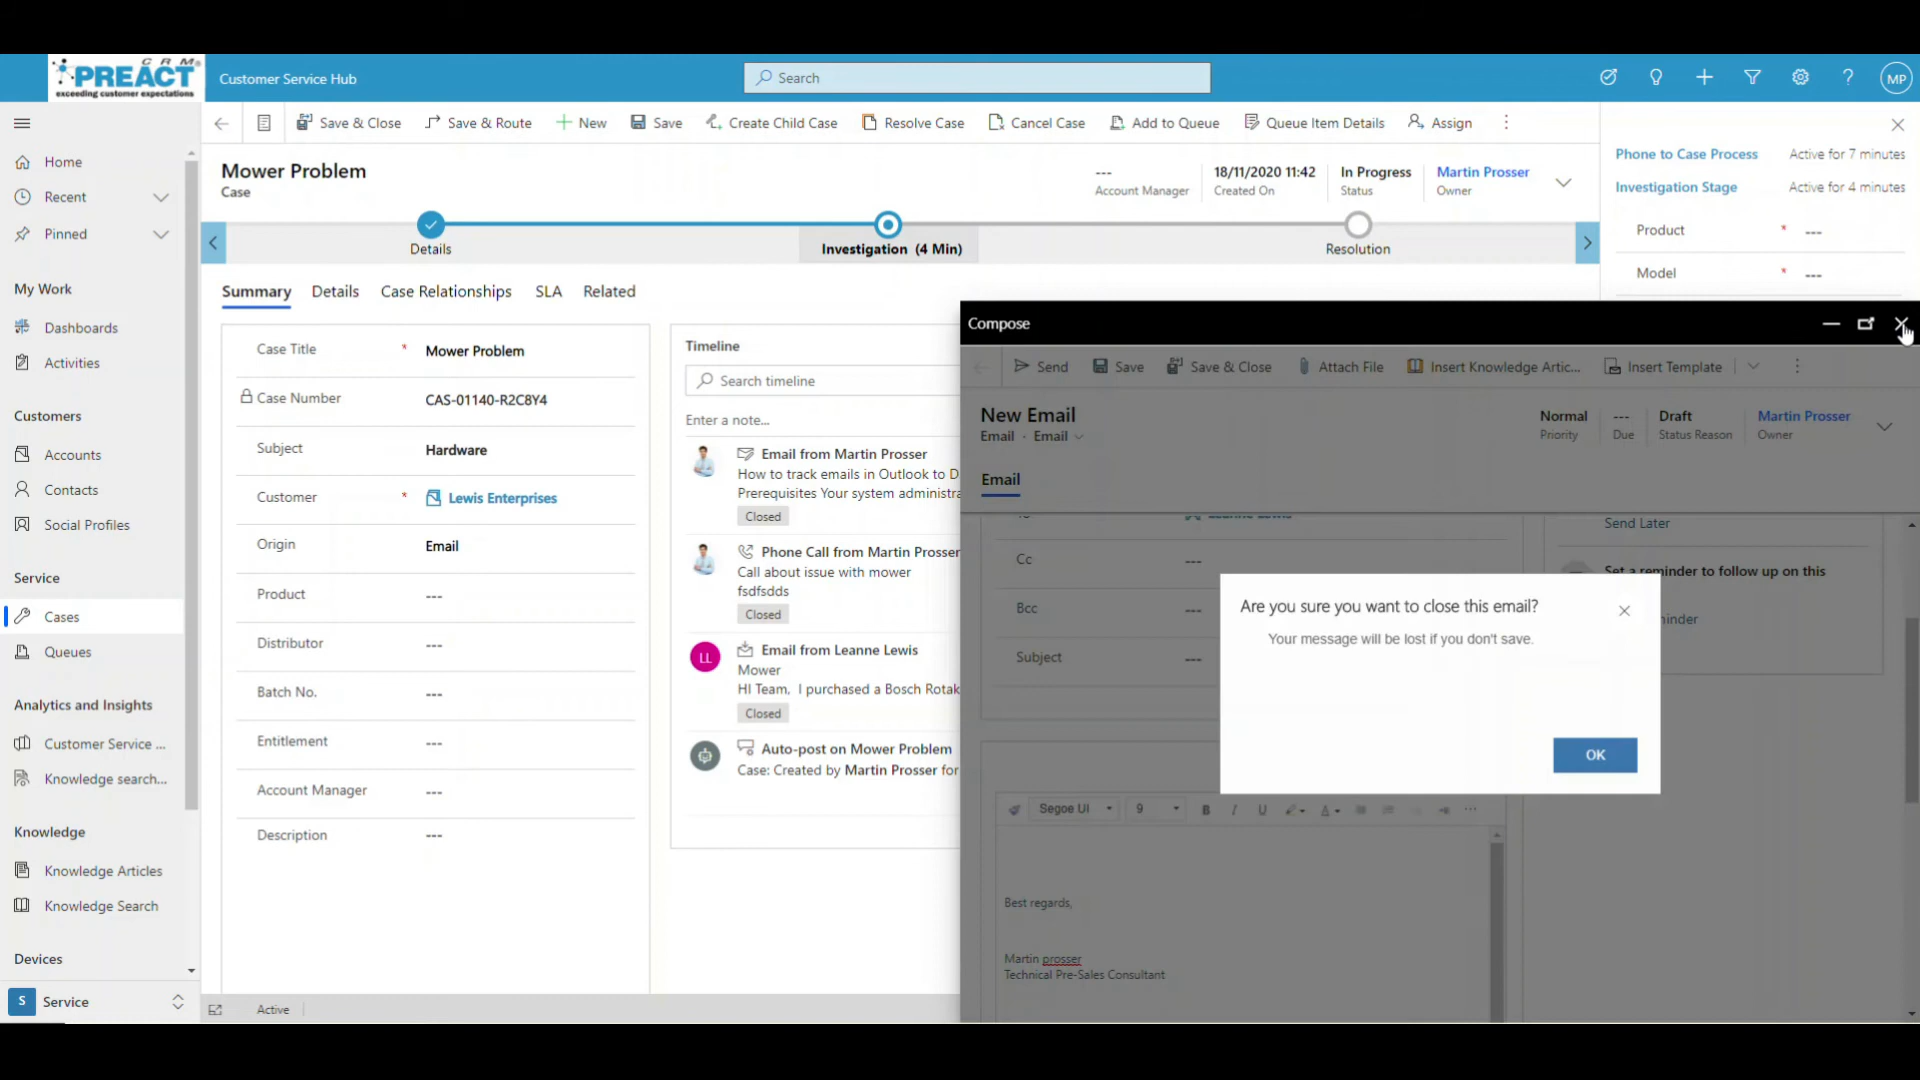 CRM®
PREACT
exceeding customer expectations
Customer Service Hub
Search
MP
Save & Close
Save & Route
New
Save
Create Child Case
Resolve Case
Cancel Case
Add to Queue
Queue Item Details
Assign
Home
Recent
Pinned
My Work
Dashboards
Activities
Customers
Accounts
Contacts
Social Profiles
Service
Cases
Queues
Analytics and Insights
Customer Service ...
Knowledge search...
Knowledge
Knowledge Articles
Knowledge Search
Devices
S Service
Mower Problem
Case
---
Account Manager
18/11/2020 11:42
Created On
In Progress
Status
Martin Prosser
Owner
Details
Investigation (4 Min)
Resolution
Phone to Case Process Active for 7 minutes
Investigation Stage Active for 4 minutes
Product * ---
Model * ---
Summary Details Case Relationships SLA Related
Case Title * Mower Problem
Case Number CAS-01140-R2C8Y4
Subject Hardware
Customer * Lewis Enterprises
Origin Email
Product ---
Distributor ---
Batch No. ---
Entitlement ---
Account Manager ---
Description ---
Active
Timeline
Search timeline
Enter a note...
Email from Martin Prosser
How to track emails in Outlook to D
Prerequisites Your system administra
Closed
Phone Call from Martin Prosser
Call about issue with mower
fsdfsdds
Closed
LL
Email from Leanne Lewis
Mower
HI Team, I purchased a Bosch Rotak
Closed
Auto-post on Mower Problem
Case: Created by Martin Prosser for
Compose
Send
Save
Save & Close
Attach File
Insert Knowledge Artic...
Insert Template
New Email
Email · Email
Normal
Priority
---
Due
Draft
Status Reason
Martin Prosser
Owner
Email
Cc ---
Bcc ---
Subject ---
Send Later
Set a reminder to follow up on this
Are you sure you want to close this email?
Your message will be lost if you don't save.
OK
Segoe UI
9
B I U
Best regards,
Martin prosser
Technical Pre-Sales Consultant